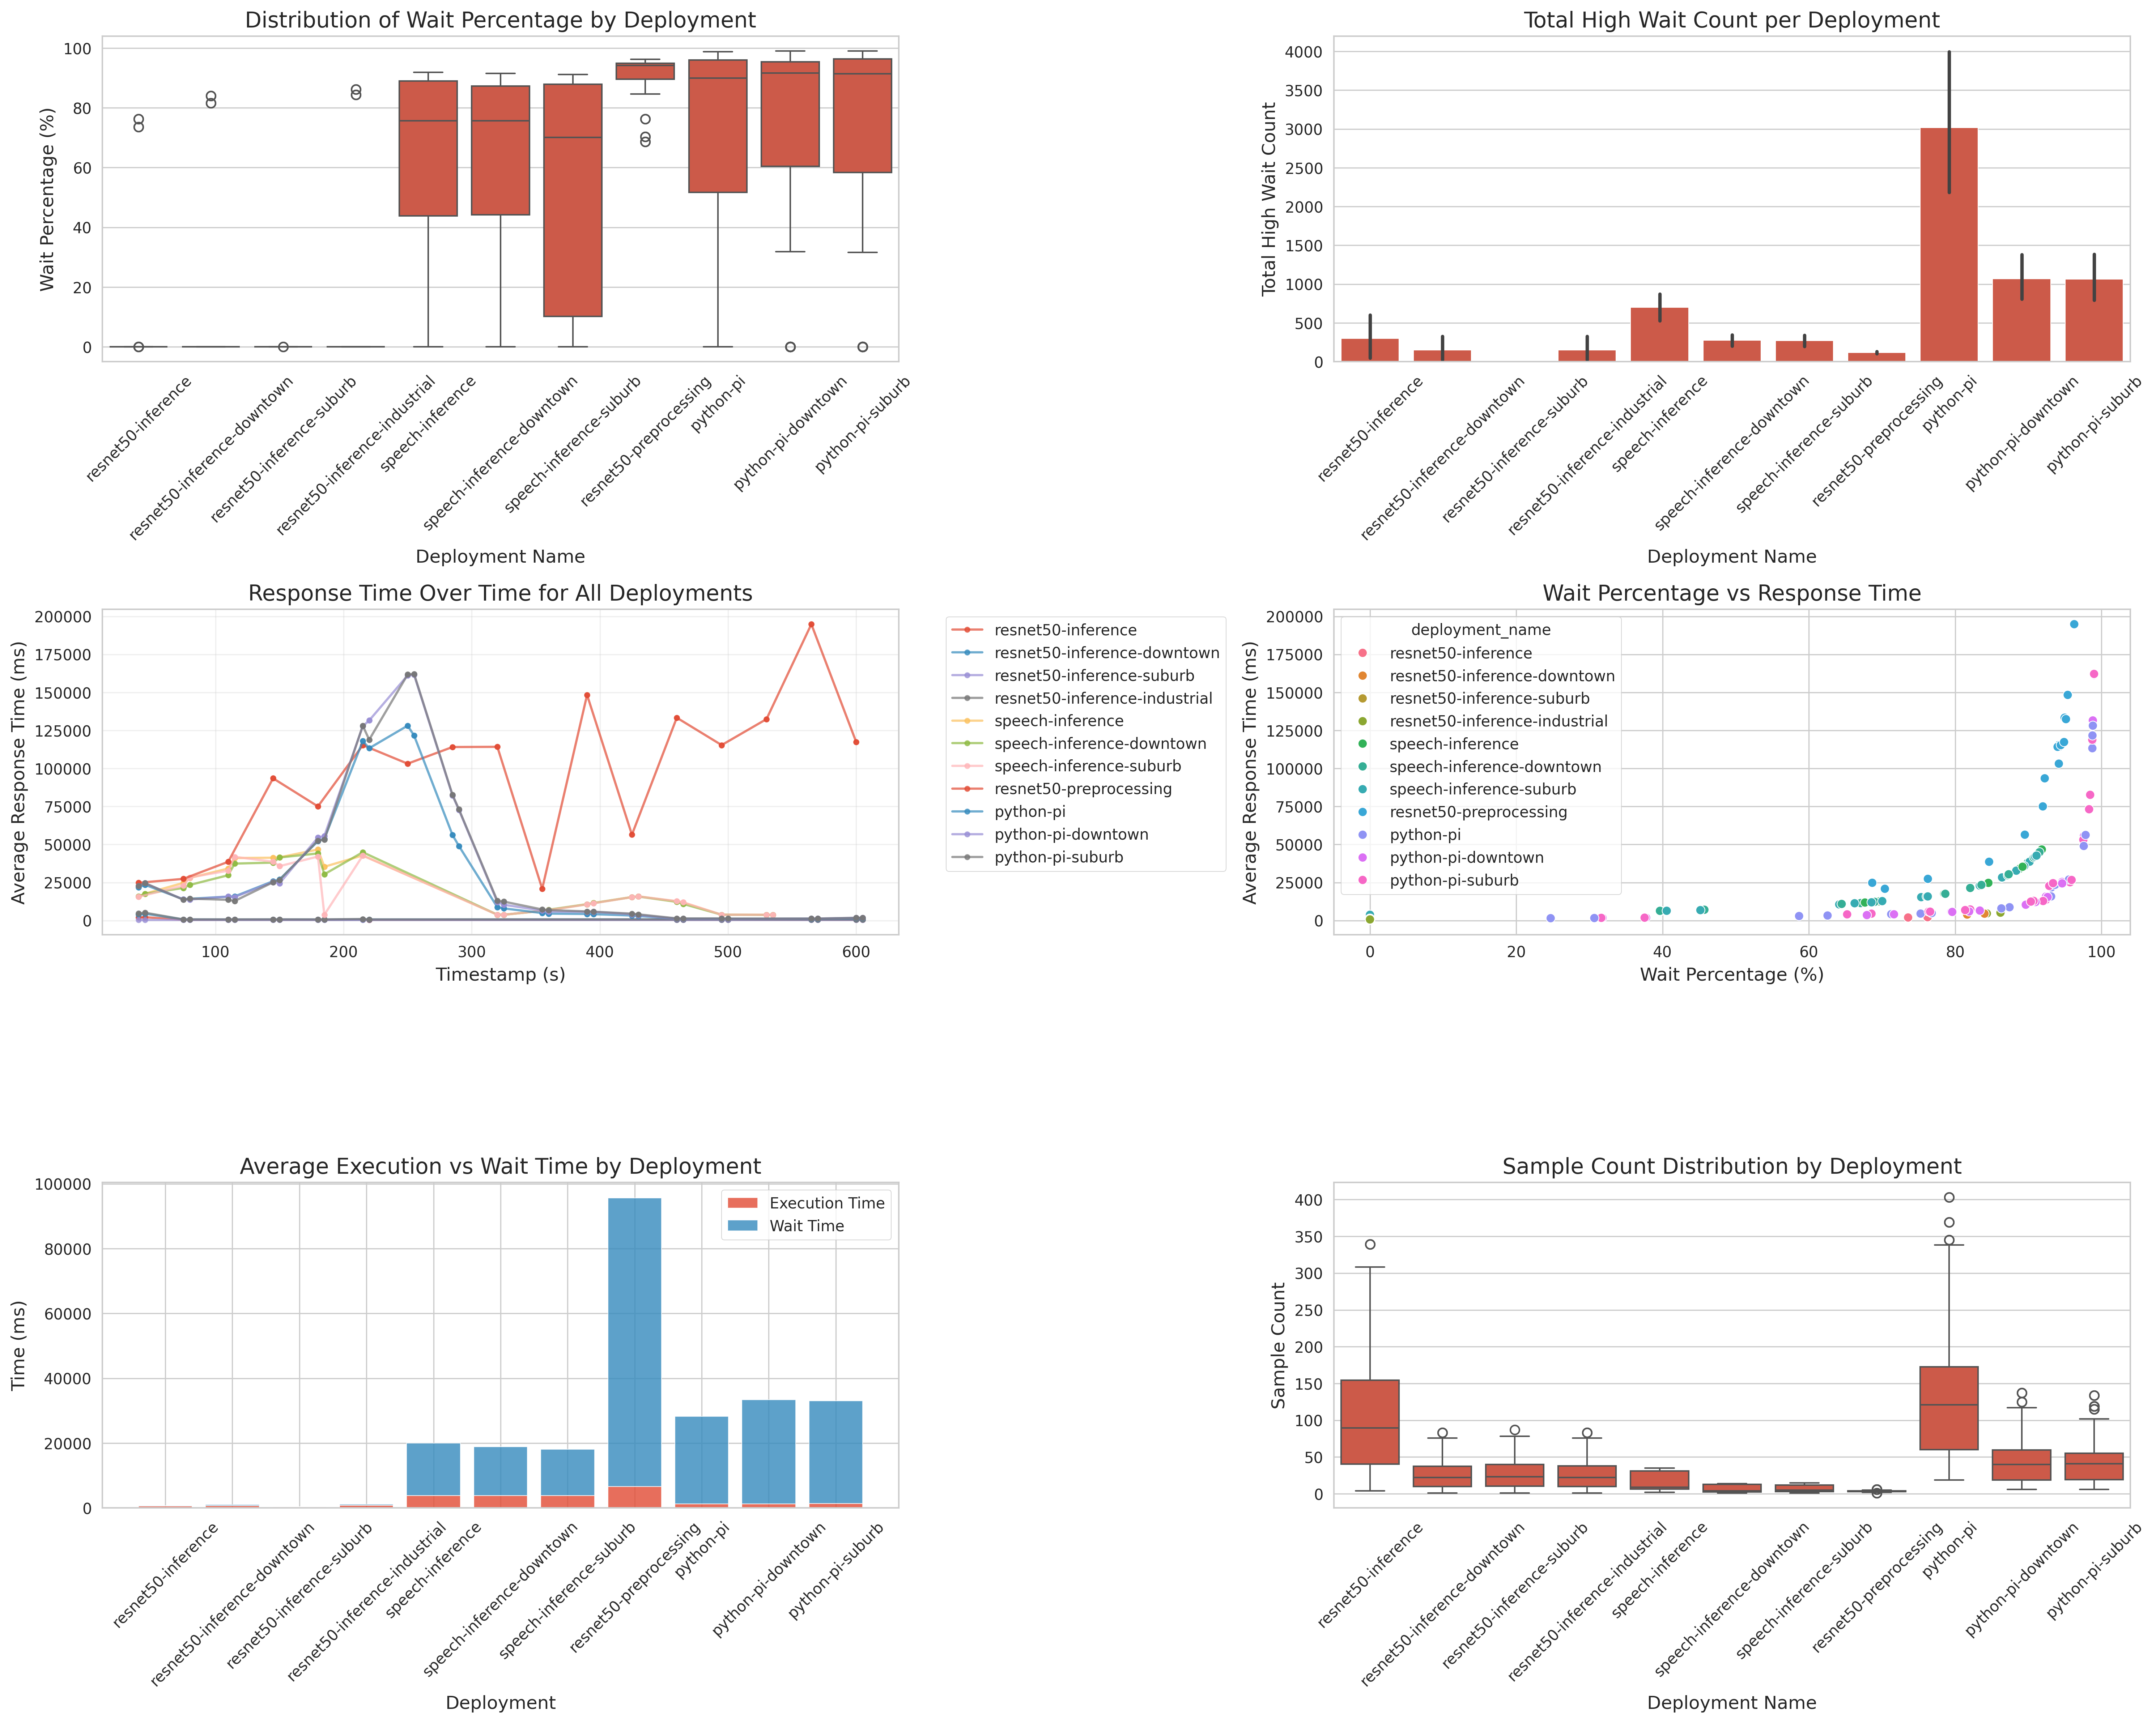 Distribution of Wait Percentage by Deployment
Wait Percentage (%)
100
80
60
40
20
0
resnet50-inference
resnet50-inference-downtown
resnet50-inference-suburb
resnet50-inference-industrial
speech-inference
speech-inference-downtown
speech-inference-suburb
resnet50-preprocessing
python-pi
python-pi-downtown
python-pi-suburb
Deployment Name
Total High Wait Count per Deployment
Total High Wait Count
4000
3500
3000
2500
2000
1500
1000
500
0
resnet50-inference
resnet50-inference-downtown
resnet50-inference-suburb
resnet50-inference-industrial
speech-inference
speech-inference-downtown
speech-inference-suburb
resnet50-preprocessing
python-pi
python-pi-downtown
python-pi-suburb
Deployment Name
Response Time Over Time for All Deployments
Average Response Time (ms)
200000
175000
150000
125000
100000
75000
50000
25000
0
100 200 300 400 500 600
Timestamp (s)
resnet50-inference
resnet50-inference-downtown
resnet50-inference-suburb
resnet50-inference-industrial
speech-inference
speech-inference-downtown
speech-inference-suburb
resnet50-preprocessing
python-pi
python-pi-downtown
python-pi-suburb
Wait Percentage vs Response Time
Average Response Time (ms)
200000
175000
150000
125000
100000
75000
50000
25000
0
deployment_name
resnet50-inference
resnet50-inference-downtown
resnet50-inference-suburb
resnet50-inference-industrial
speech-inference
speech-inference-downtown
speech-inference-suburb
resnet50-preprocessing
python-pi
python-pi-downtown
python-pi-suburb
0 20 40 60 80 100
Wait Percentage (%)
Average Execution vs Wait Time by Deployment
Time (ms)
100000
80000
60000
40000
20000
0
Execution Time
Wait Time
resnet50-inference
resnet50-inference-downtown
resnet50-inference-suburb
resnet50-inference-industrial
speech-inference
speech-inference-downtown
speech-inference-suburb
resnet50-preprocessing
python-pi
python-pi-downtown
python-pi-suburb
Deployment
Sample Count Distribution by Deployment
Sample Count
400
350
300
250
200
150
100
50
0
resnet50-inference
resnet50-inference-downtown
resnet50-inference-suburb
resnet50-inference-industrial
speech-inference
speech-inference-downtown
speech-inference-suburb
resnet50-preprocessing
python-pi
python-pi-downtown
python-pi-suburb
Deployment Name